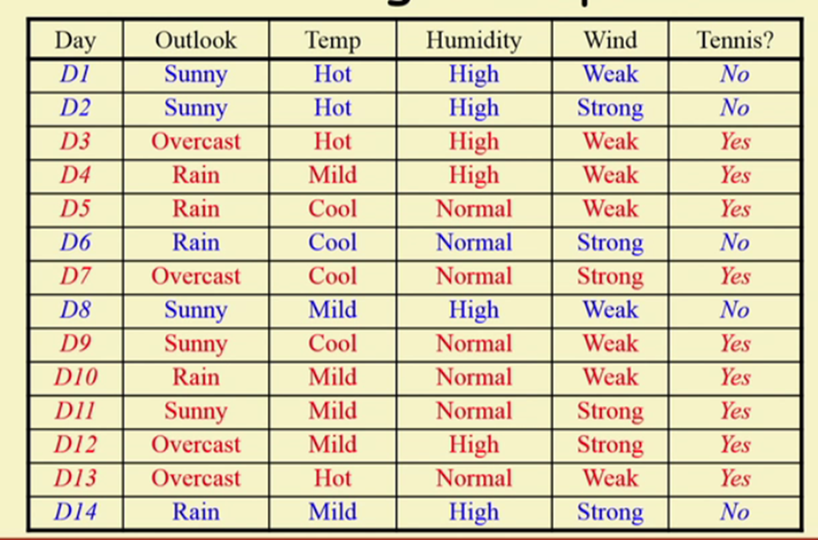 Day Outlook Temp Humidity Wind Tennis?
D1 Sunny Hot High Weak No
D2 Sunny Hot High Strong No
D3 Overcast Hot High Weak Yes
D4 Rain Mild High Weak Yes
D5 Rain Cool Normal Weak Yes
D6 Rain Cool Normal Strong No
D7 Overcast Cool Normal Strong Yes
D8 Sunny Mild High Weak No
D9 Sunny Cool Normal Weak Yes
D10 Rain Mild Normal Weak Yes
D11 Sunny Mild Normal Strong Yes
D12 Overcast Mild High Strong Yes
D13 Overcast Hot Normal Weak Yes
D14 Rain Mild High Strong No